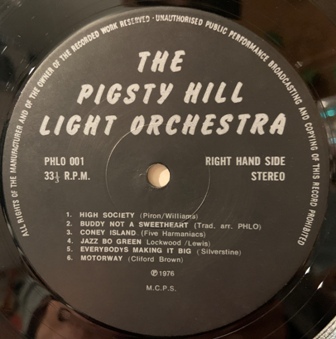 ALL RIGHTS OF THE MANUFACTURER AND OF THE OWNER OF THE RECORDED WORK RESERVED · UNAUTHORISED PUBLIC PERFORMANCE BROADCASTING AND COPYING OF THIS RECORD PROHIBITED
THE
PIGSTY HILL
LIGHT ORCHESTRA
PHLO 001 RIGHT HAND SIDE
33⅓ R.P.M. STEREO
1. HIGH SOCIETY (Piron/Williams)
2. BUDDY NOT A SWEETHEART (Trad. arr. PHLO)
3. CONEY ISLAND (Five Harmaniacs)
4. JAZZ BO GREEN Lockwood /Lewis)
5. EVERYBODYS MAKING IT BIG (Silverstine)
6. MOTORWAY (Cliford Brown)
℗ 1976
M.C.P.S.